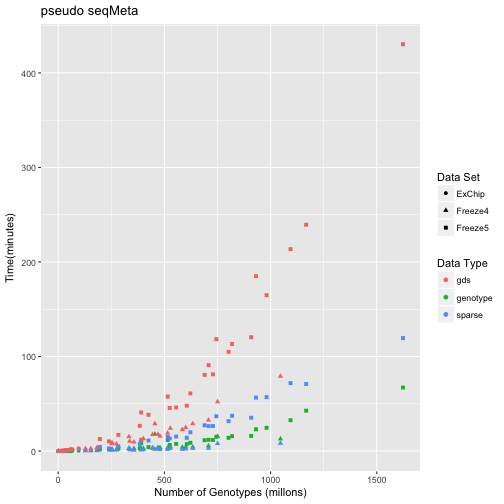 pseudo seqMeta
Time(minutes)
400
300
200
100
0
0
500
1000
1500
Number of Genotypes (millons)
Data Set
ExChip
Freeze4
Freeze5
Data Type
gds
genotype
sparse